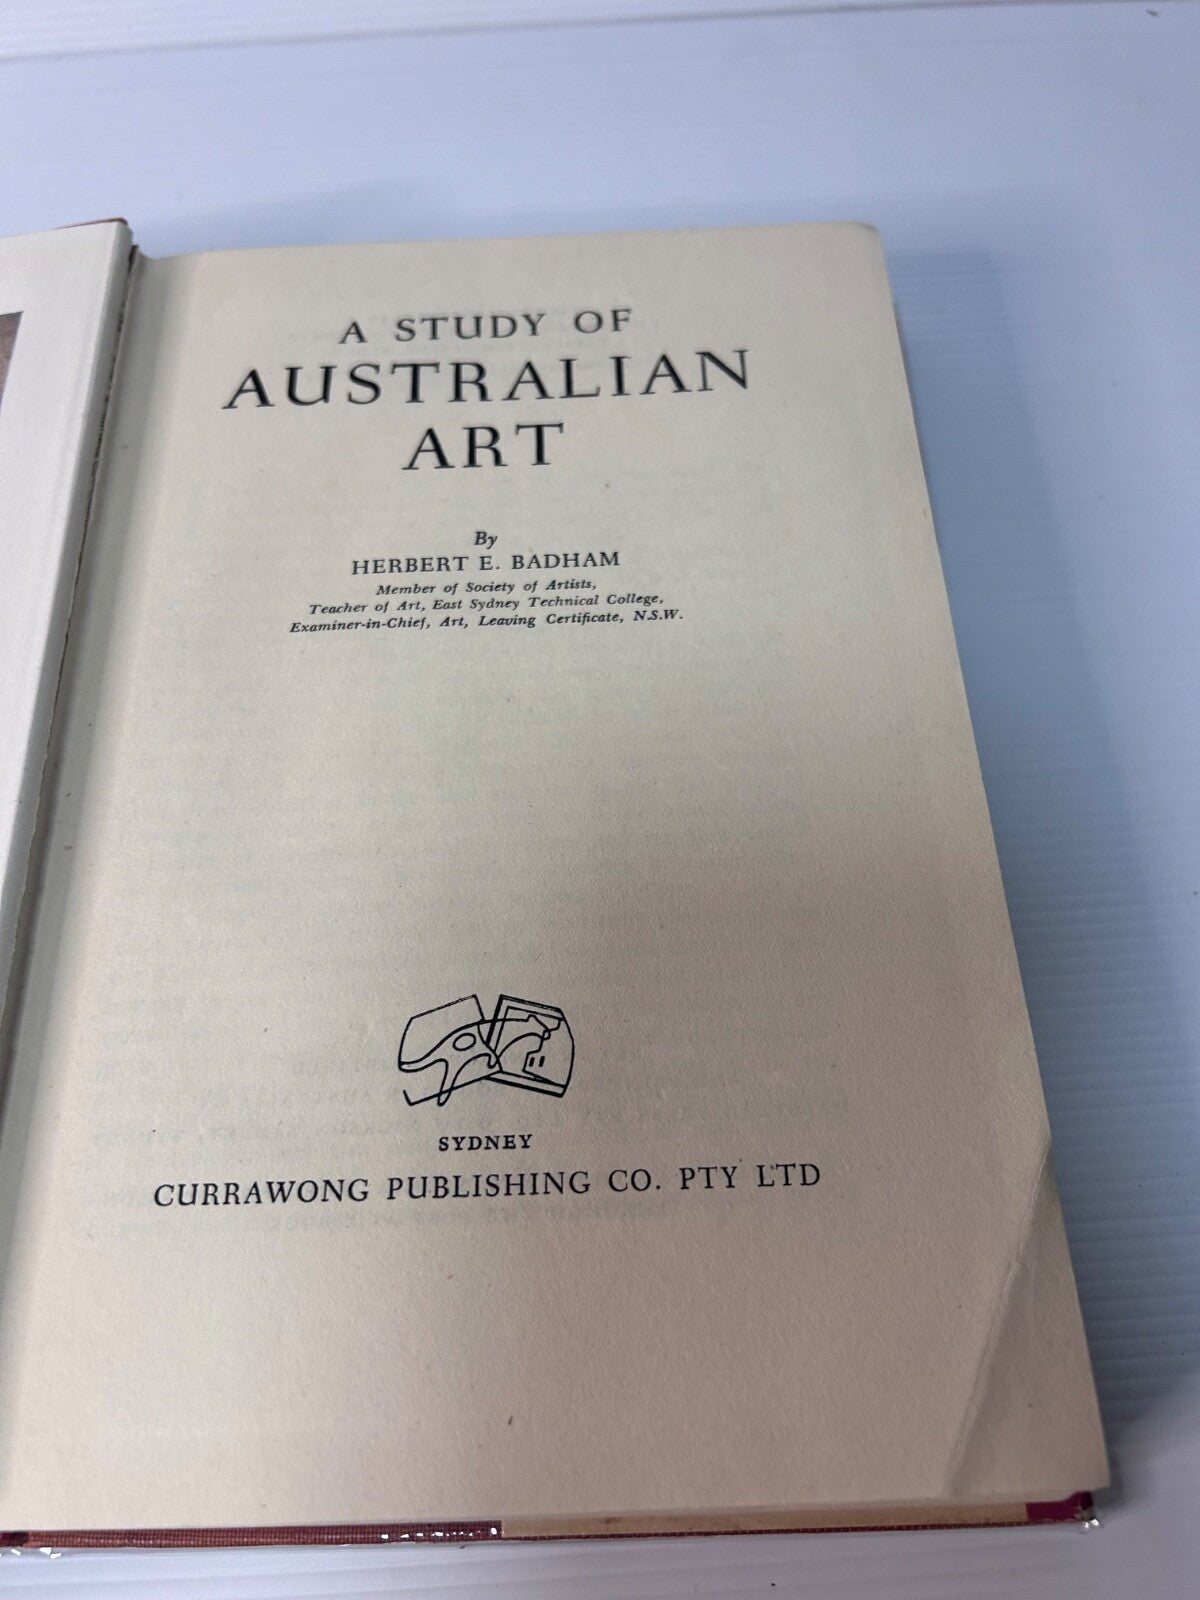 A STUDY OF
AUSTRALIAN
ART
By
HERBERT E. BADHAM
Member of Society of Artists,
Teacher of Art, East Sydney Technical College,
Examiner-in-Chief, Art, Leaving Certificate, N.S.W.
SYDNEY
CURRAWONG PUBLISHING CO. PTY LTD